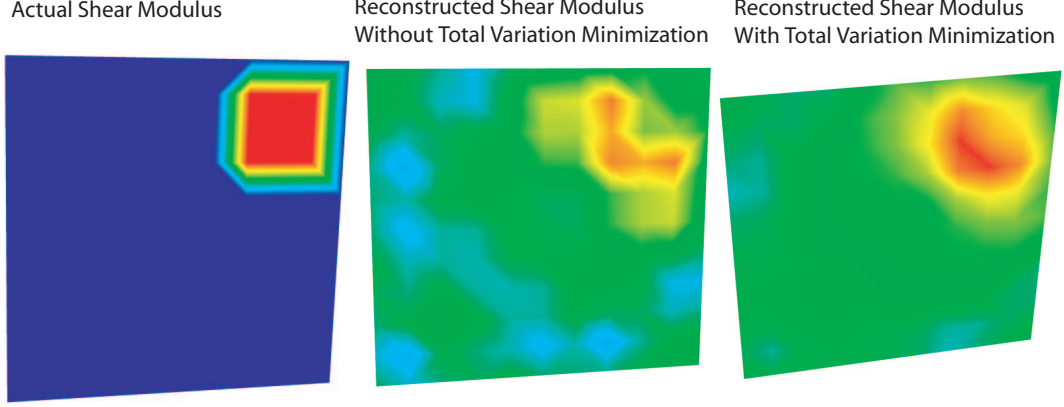 Actual Shear Modulus
Reconstructed Shear Modulus
Without Total Variation Minimization
Reconstructed Shear Modulus
With Total Variation Minimization